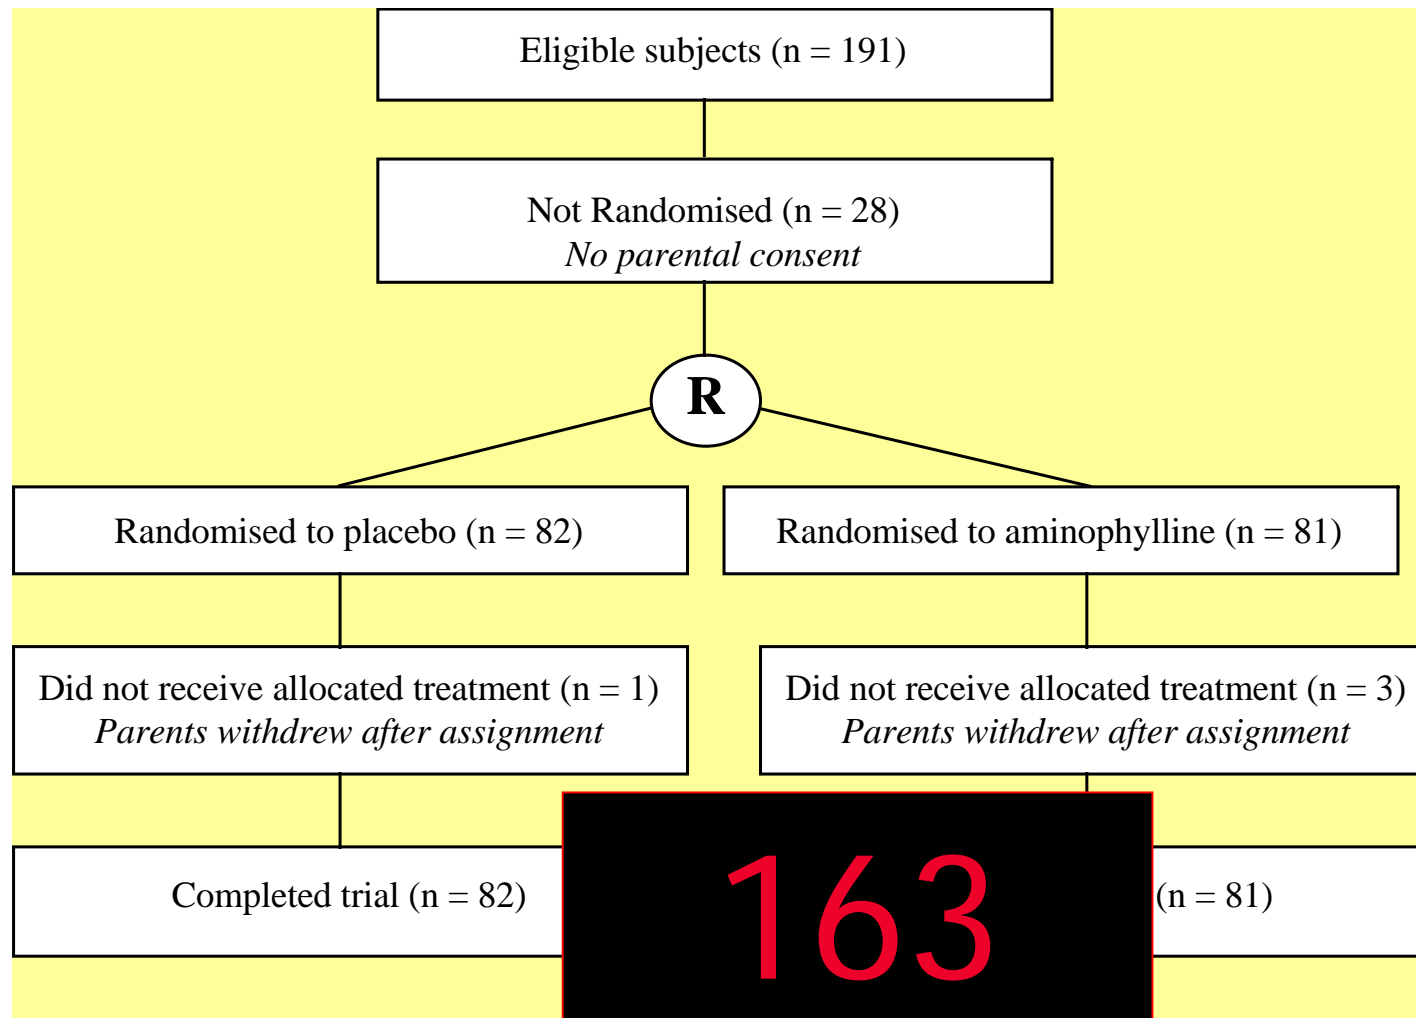 Eligible subjects (n = 191)
Not Randomised (n = 28)
No parental consent
R
Randomised to placebo (n = 82)
Randomised to aminophylline (n = 81)
Did not receive allocated treatment (n = 1)
Parents withdrew after assignment
Did not receive allocated treatment (n = 3)
Parents withdrew after assignment
Completed trial (n = 82)
(n = 81)
163